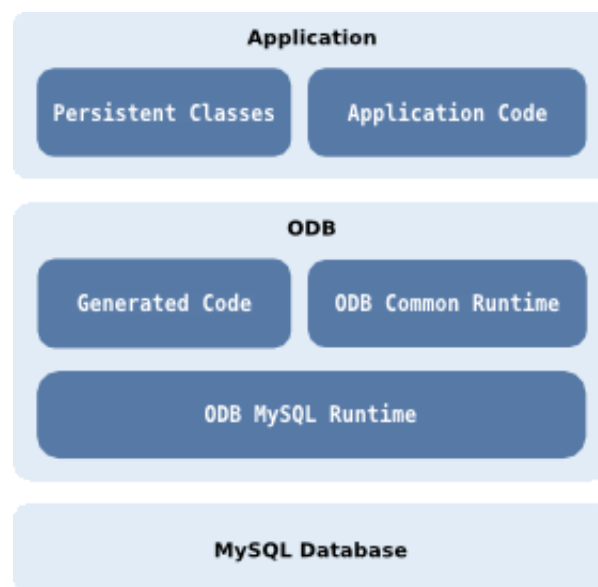 Application
Persistent Classes
Application Code
ODB
Generated Code
ODB Common Runtime
ODB MySQL Runtime
MySQL Database